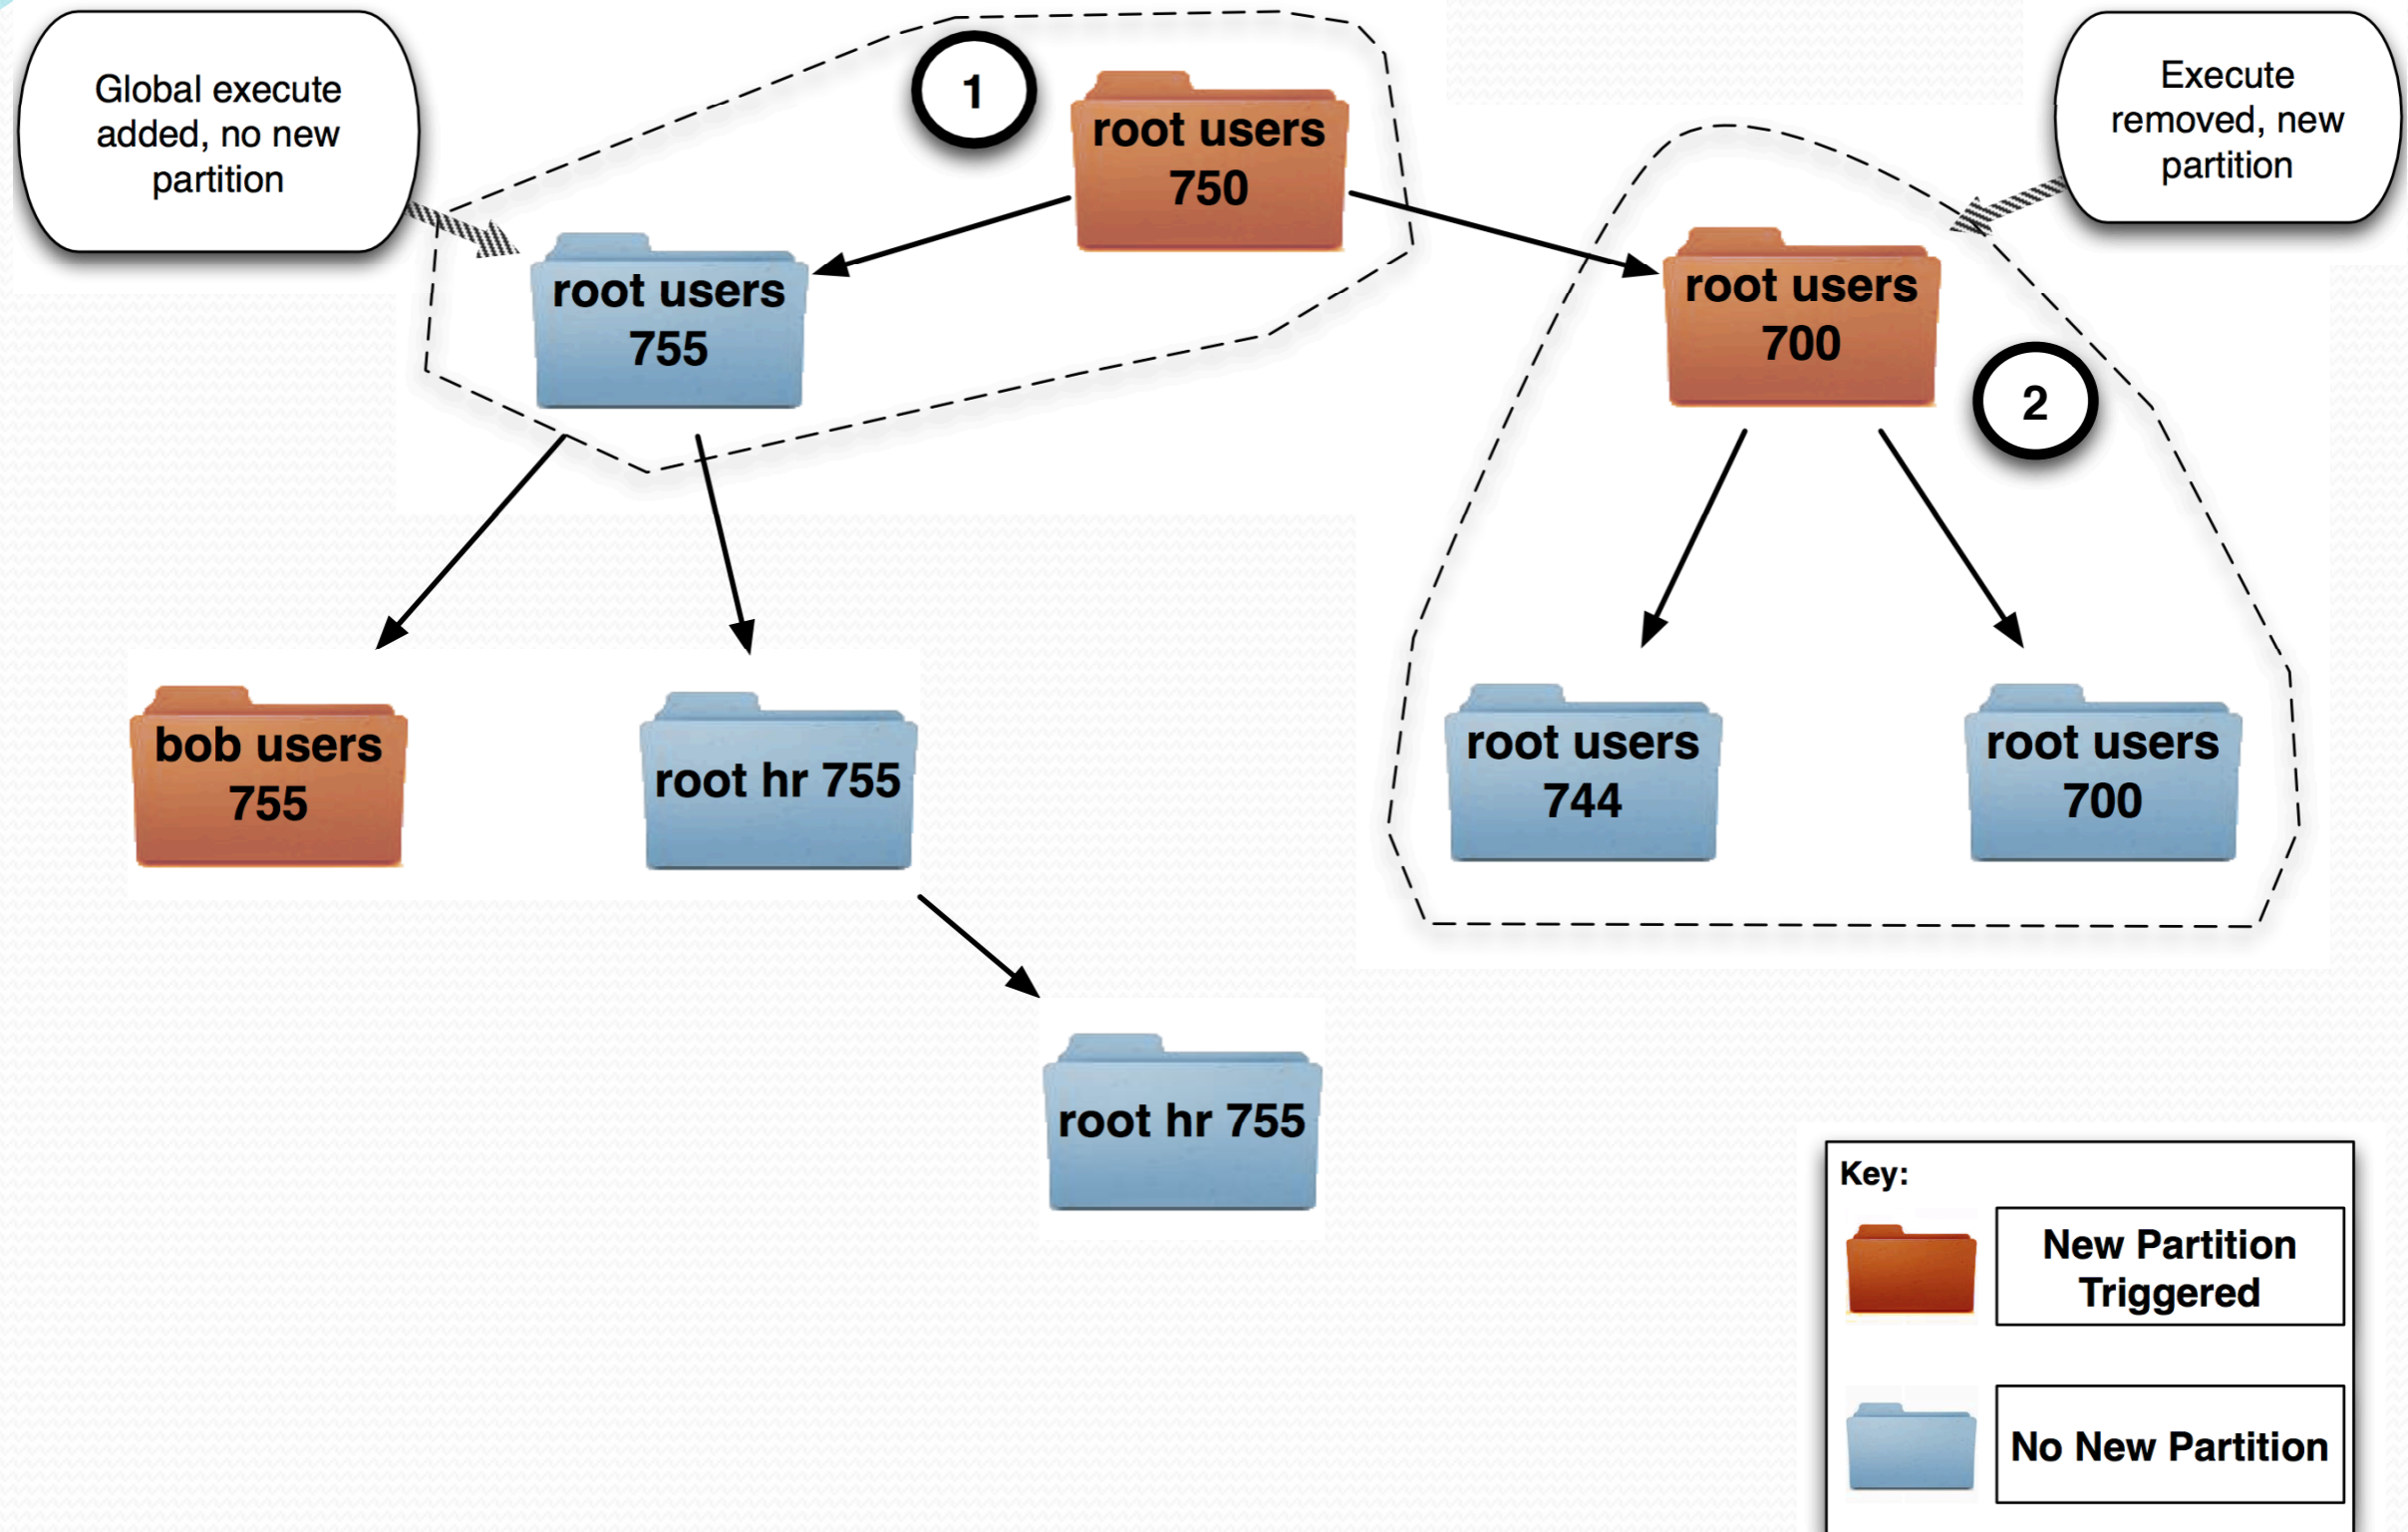 Global execute
added, no new
partition
1
root users
750
Execute
removed, new
partition
root users
755
root users
700
2
bob users
755
root hr 755
root users
744
root users
700
root hr 755
Key:
New Partition
Triggered
No New Partition